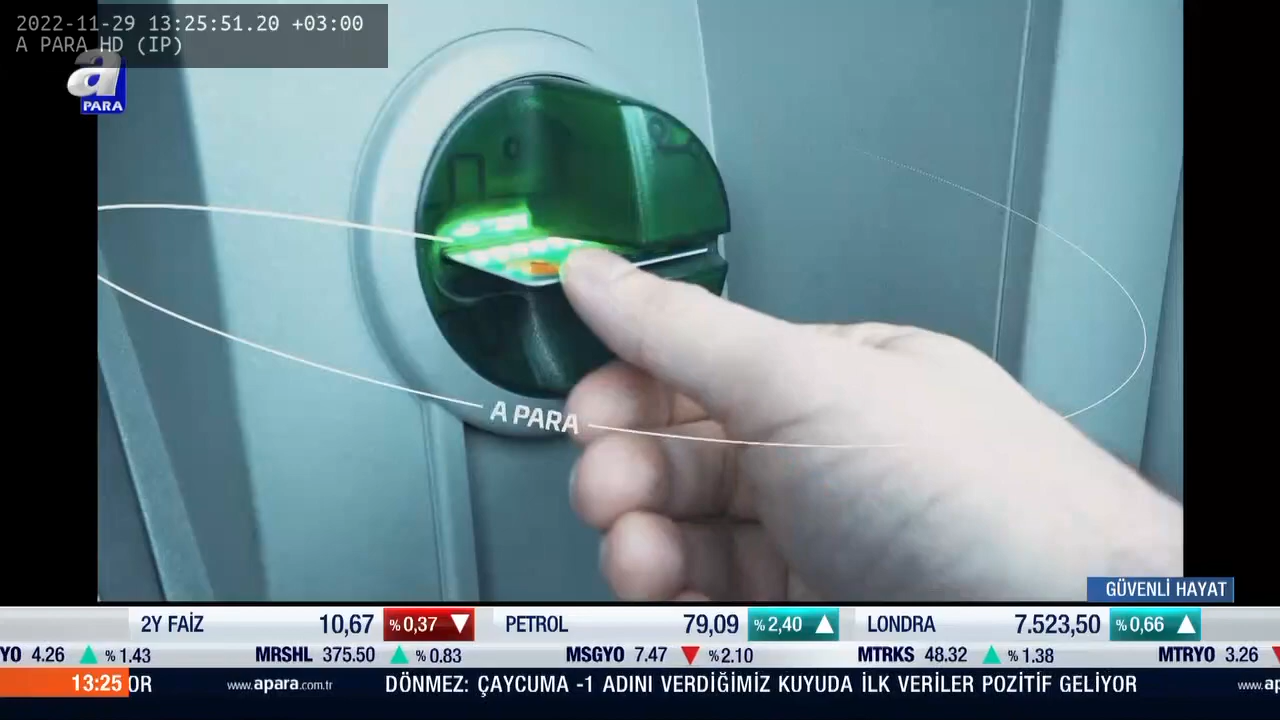 2022-11-29 13:25:51.20 +03:00
A PARA HD (IP)
a
PARA
A PARA
GÜVENLİ HAYAT
2Y FAİZ 10,67 %0,37 PETROL 79,09 %2,40 LONDRA 7.523,50 %0,66
YO 4.26 %1.43 MRSHL 375.50 %0.83 MSGYO 7.47 %2.10 MTRKS 48.32 %1.38 MTRYO 3.26
13:25 OR www.apara.com.tr DÖNMEZ: ÇAYCUMA -1 ADINI VERDİĞİMİZ KUYUDA İLK VERİLER POZİTİF GELİYOR www.ap